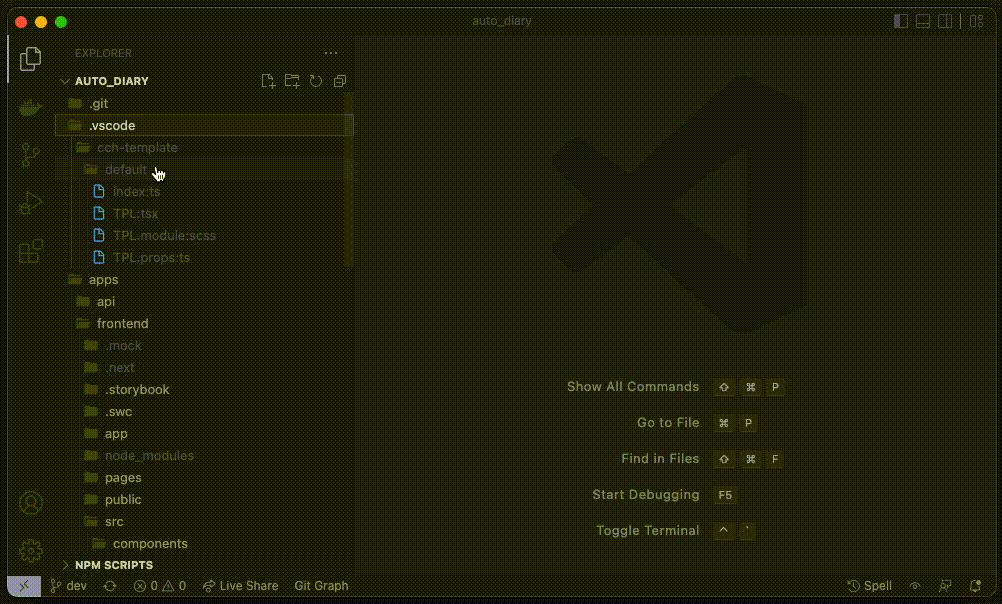 auto_diary
EXPLORER
AUTO_DIARY
.git
.vscode
cch-template
default
index:ts
TPL:tsx
TPL.module:scss
TPL.props:ts
apps
api
frontend
.mock
.next
.storybook
.swc
app
node_modules
pages
public
src
components
NPM SCRIPTS
Show All Commands ⇧ ⌘ P
Go to File ⌘ P
Find in Files ⇧ ⌘ F
Start Debugging F5
Toggle Terminal ^ `
dev 0 0 Live Share Git Graph Spell